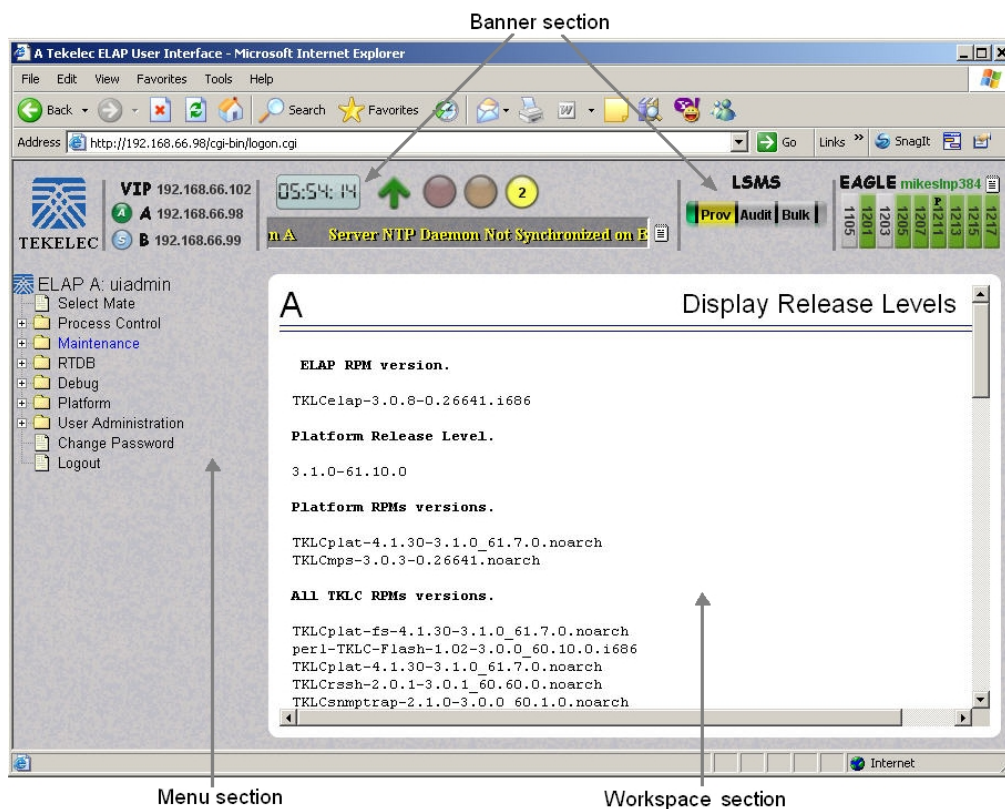 Banner section
A Tekelec ELAP User Interface - Microsoft Internet Explorer
File Edit View Favorites Tools Help
Back Search Favorites
Address http://192.168.66.98/cgi-bin/logon.cgi Go Links » SnagIt
TEKELEC
VIP 192.168.66.102
A A 192.168.66.98
S B 192.168.66.99
05:54:14
2
n A Server NTP Daemon Not Synchronized on B
LSMS
Prov Audit Bulk
EAGLE mikeslnp384
P
1105 1201 1203 1205 1207 1211 1213 1215 1217
ELAP A: uiadmin
Select Mate
Process Control
Maintenance
RTDB
Debug
Platform
User Administration
Change Password
Logout
A Display Release Levels
ELAP RPM version.
TKLCelap-3.0.8-0.26641.i686
Platform Release Level.
3.1.0-61.10.0
Platform RPMs versions.
TKLCplat-4.1.30-3.1.0_61.7.0.noarch
TKLCmps-3.0.3-0.26641.noarch
All TKLC RPMs versions.
TKLCplat-fs-4.1.30-3.1.0_61.7.0.noarch
perl-TKLC-Flash-1.02-3.0.0_60.10.0.i686
TKLCplat-4.1.30-3.1.0_61.7.0.noarch
TKLCrssh-2.0.1-3.0.1_60.60.0.noarch
TKLCsnmptrap-2.1.0-3.0.0_60.1.0.noarch
Internet
Menu section
Workspace section